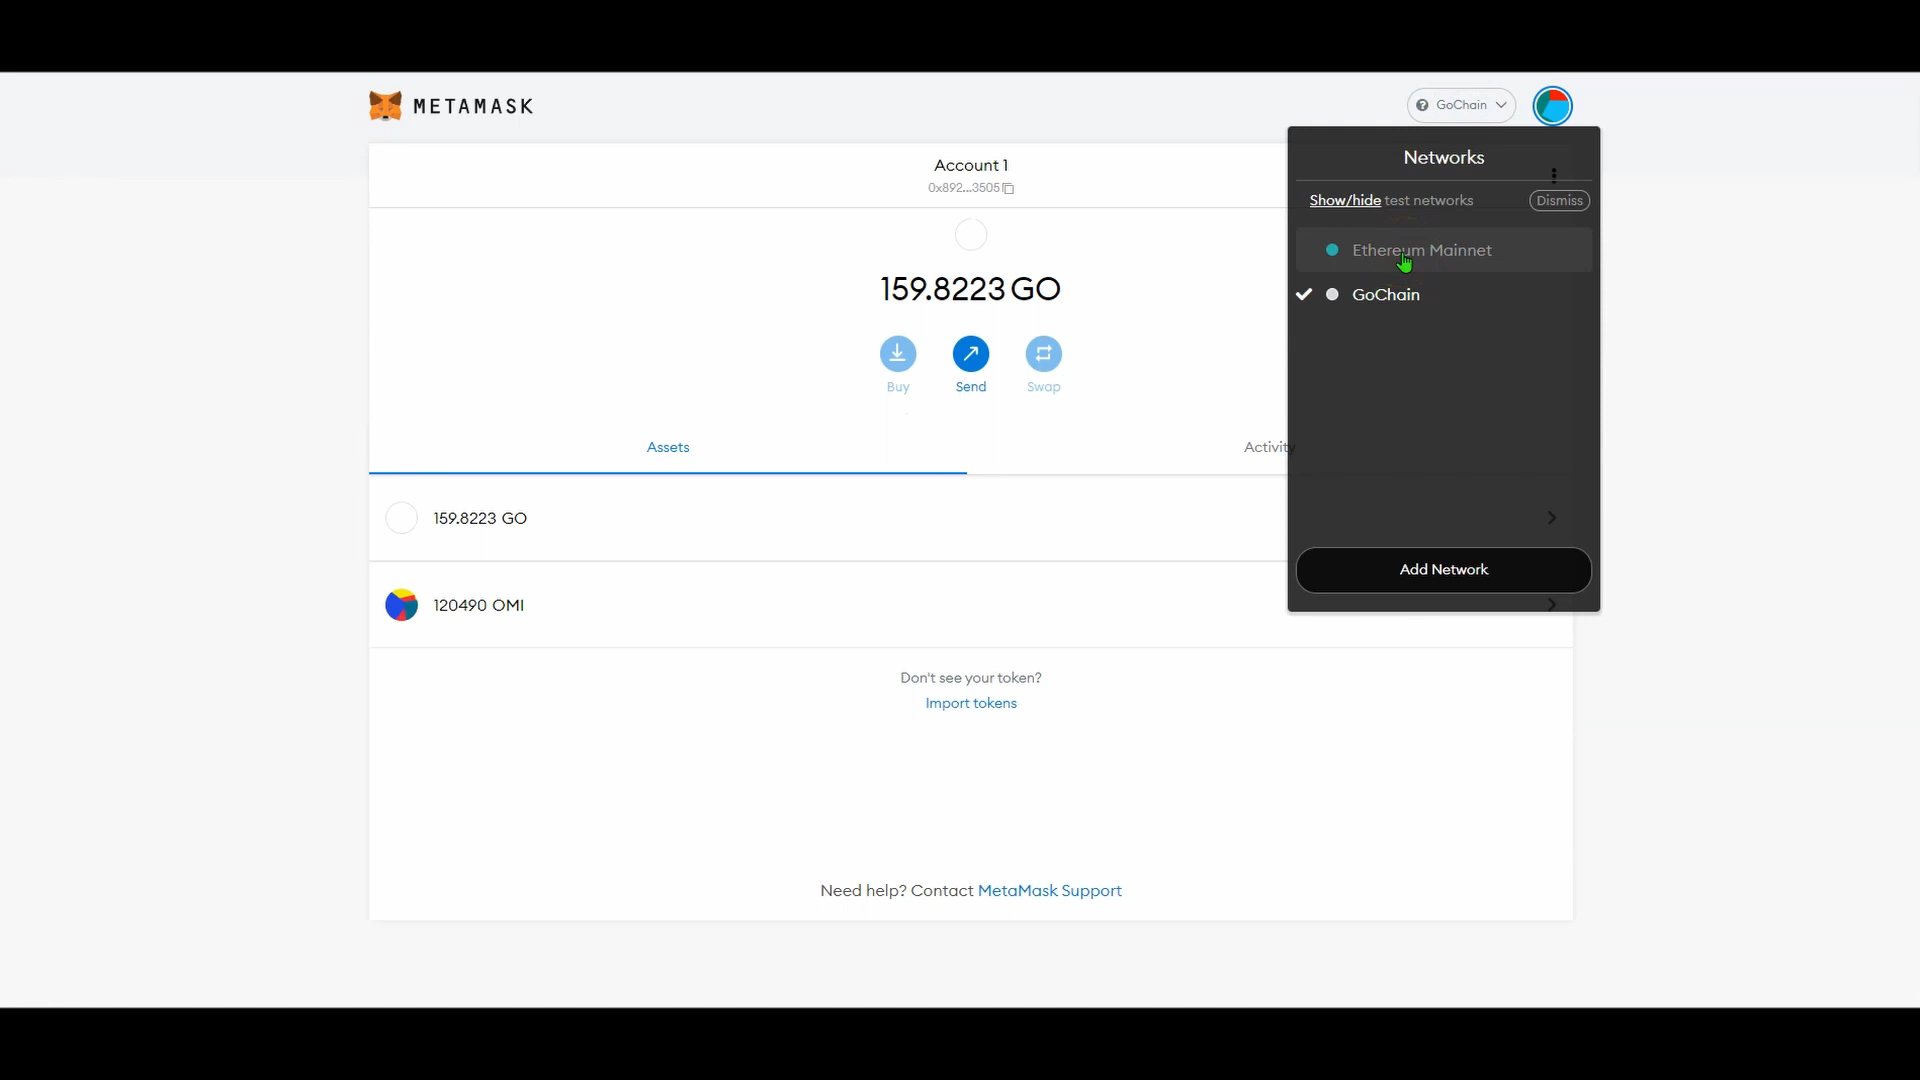 METAMASK
GoChain
Account 1
0x892...3505
159.8223 GO
Buy
Send
Swap
Assets
Activity
159.8223 GO
120490 OMI
Don't see your token?
Import tokens
Need help? Contact MetaMask Support
Networks
Show/hide test networks
Dismiss
Ethereum Mainnet
GoChain
Add Network